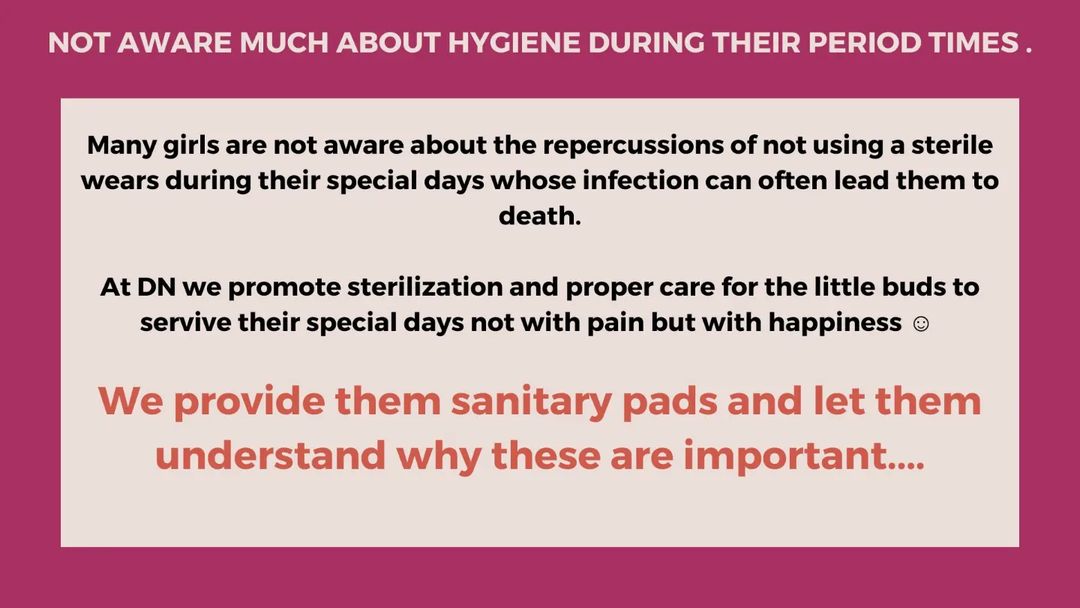 NOT AWARE MUCH ABOUT HYGIENE DURING THEIR PERIOD TIMES .
Many girls are not aware about the repercussions of not using a sterile
wears during their special days whose infection can often lead them to
death.
At DN we promote sterilization and proper care for the little buds to
servive their special days not with pain but with happiness ☺
We provide them sanitary pads and let them
understand why these are important....